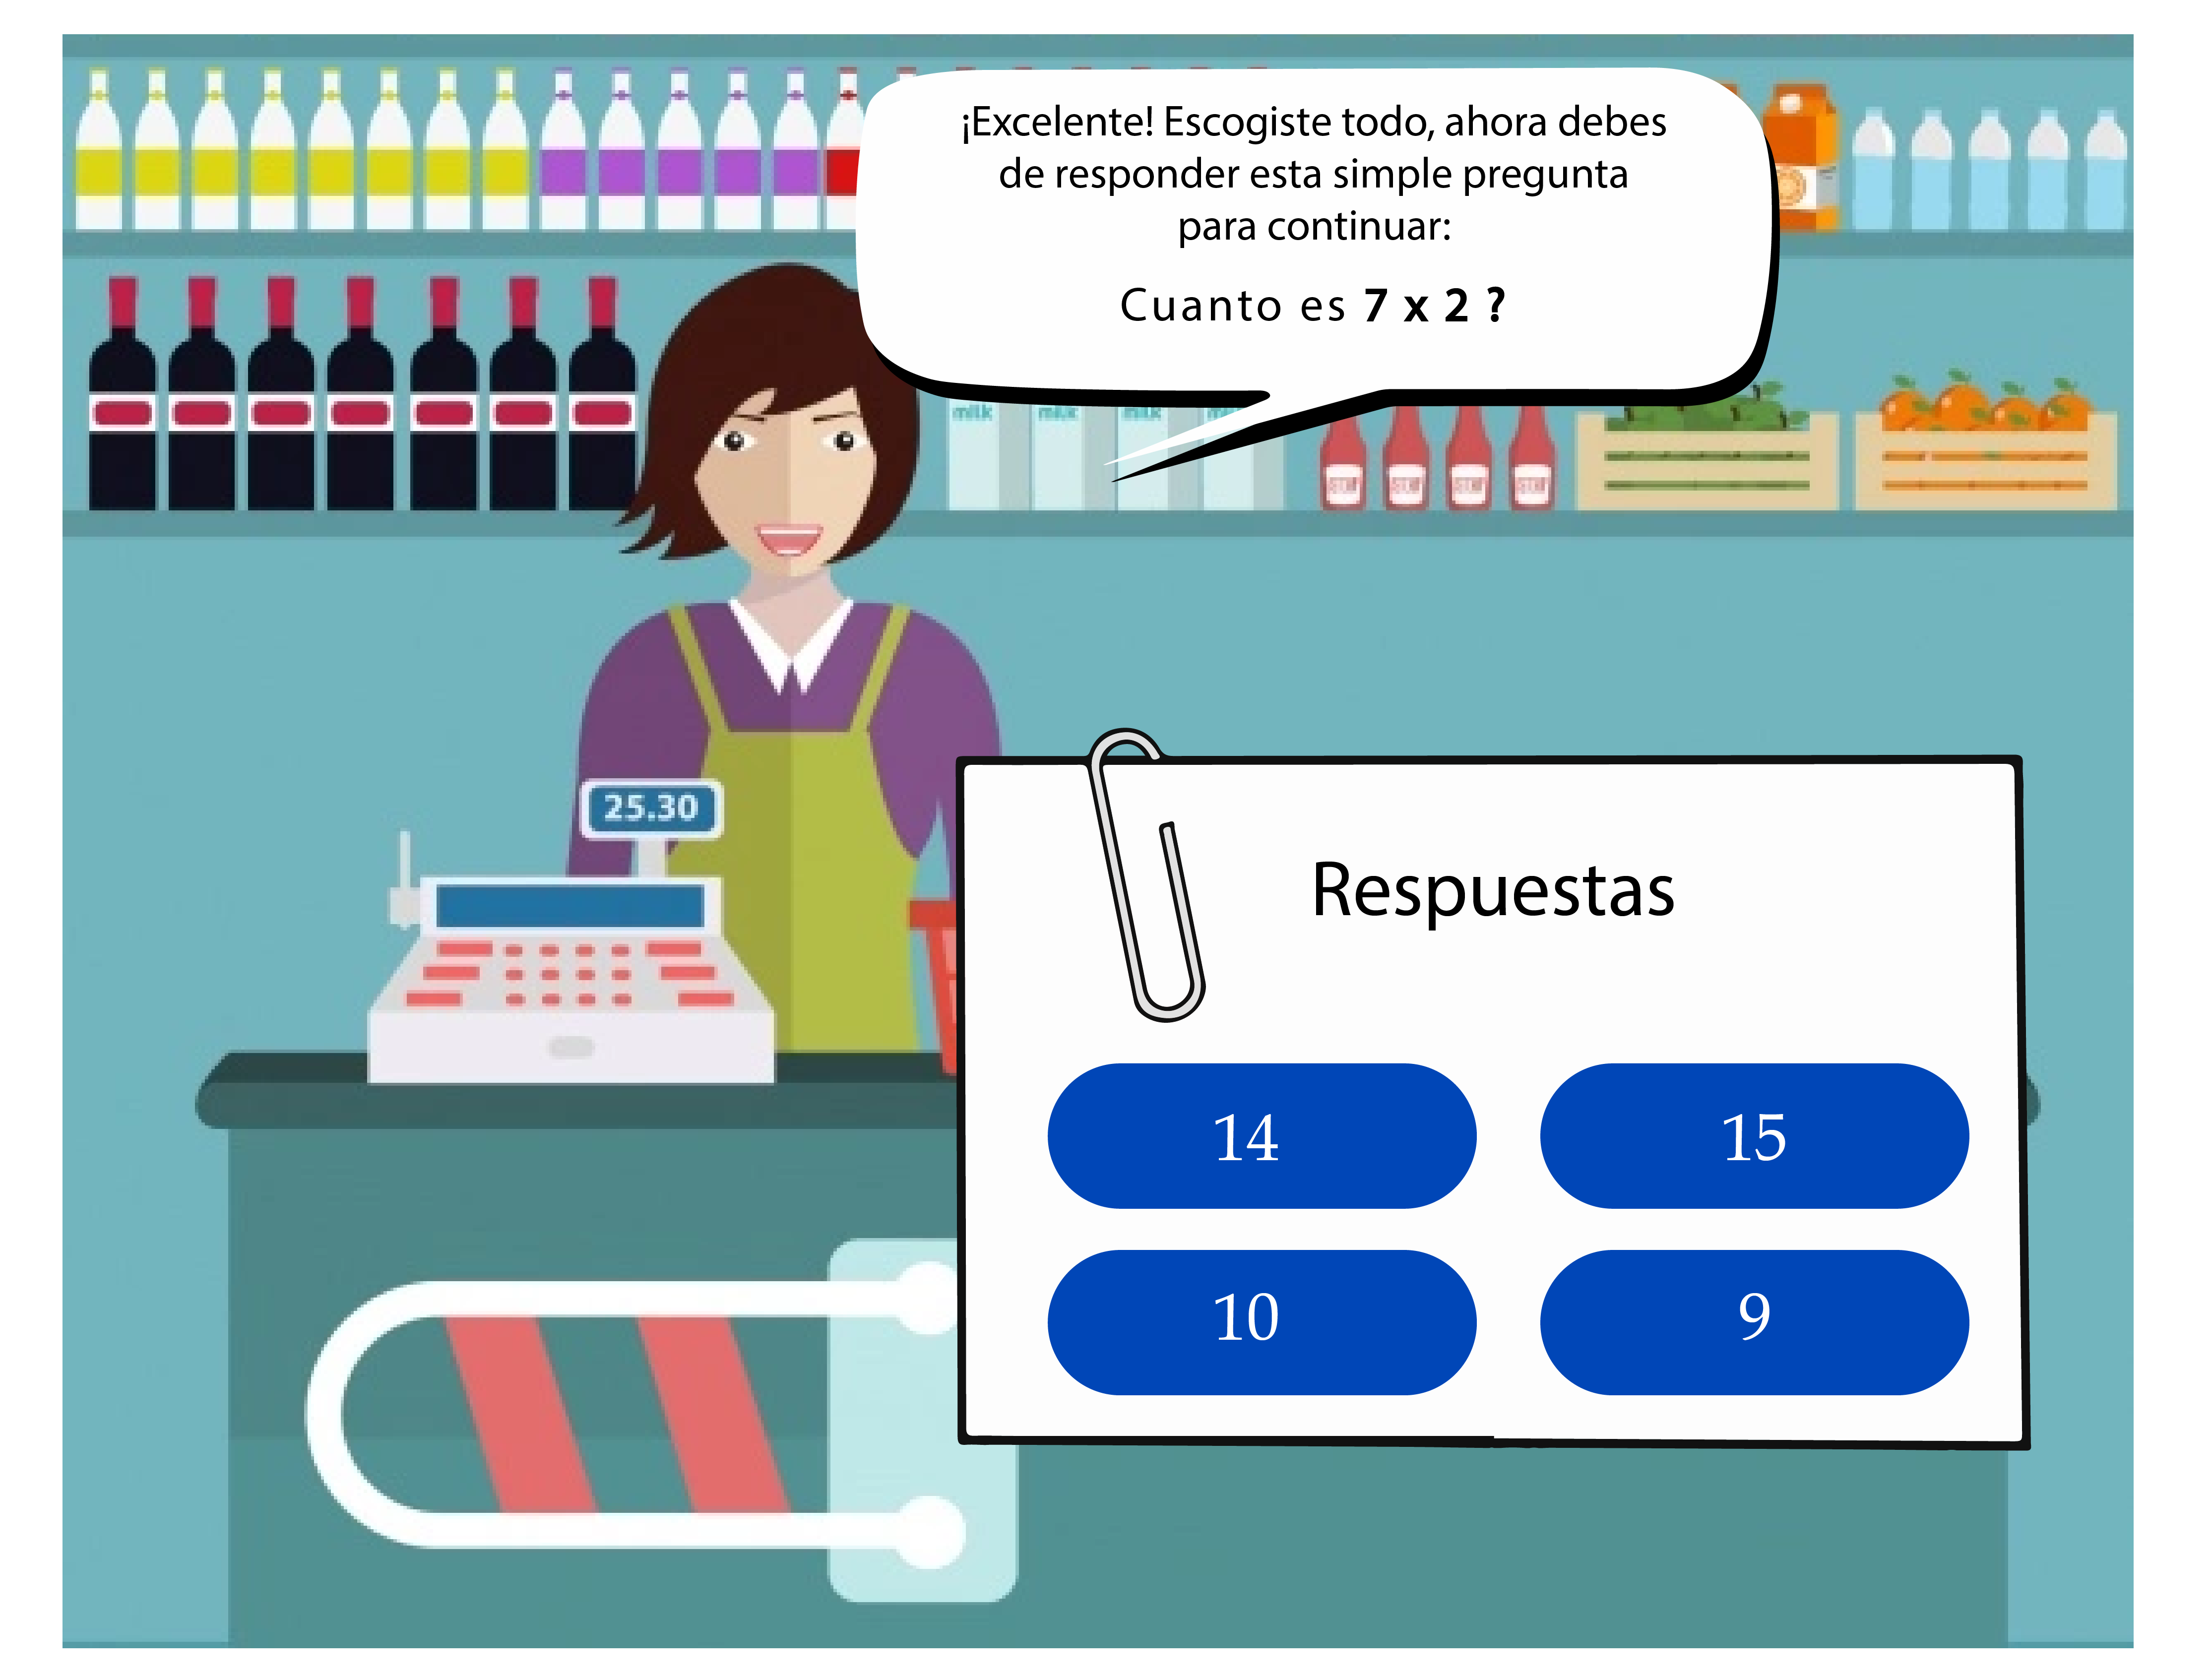 ¡Excelente! Escogiste todo, ahora debes
de responder esta simple pregunta
para continuar:
Cuanto es 7 x 2 ?
milk milk milk
25.30
Respuestas
14 15
10 9